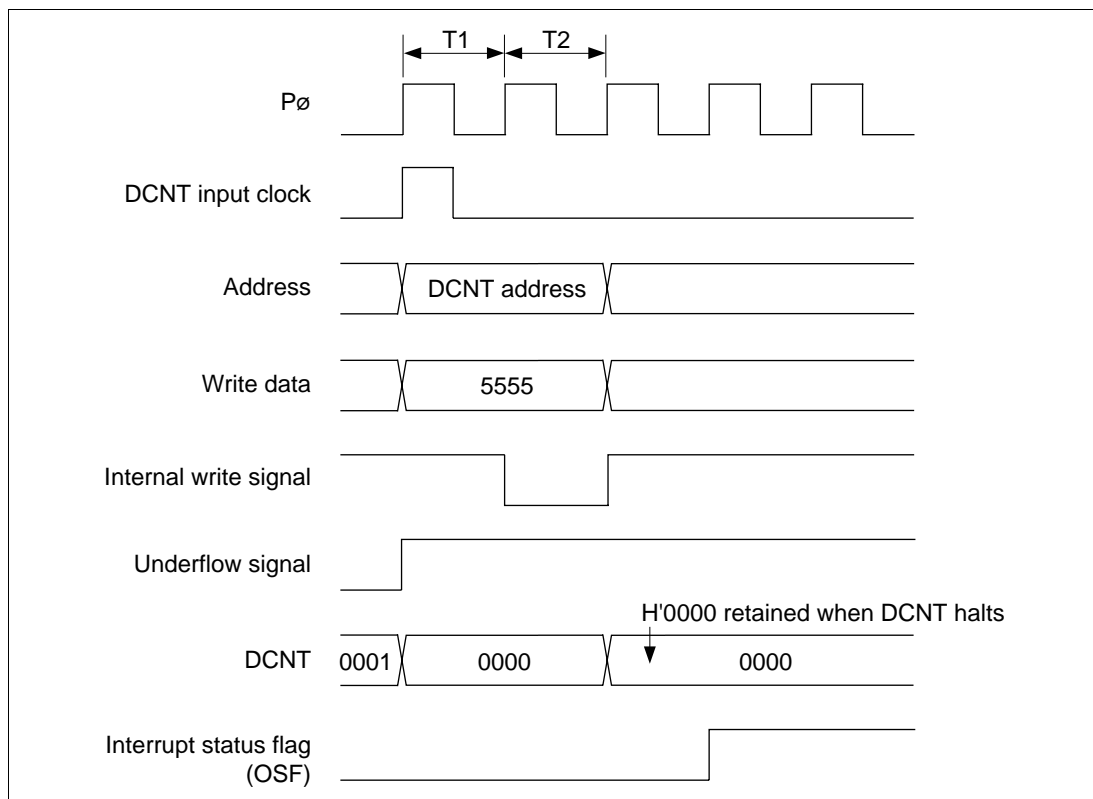 T1 T2
Pø
DCNT input clock
Address DCNT address
Write data 5555
Internal write signal
Underflow signal
H'0000 retained when DCNT halts
DCNT 0001 0000 0000
Interrupt status flag
(OSF)